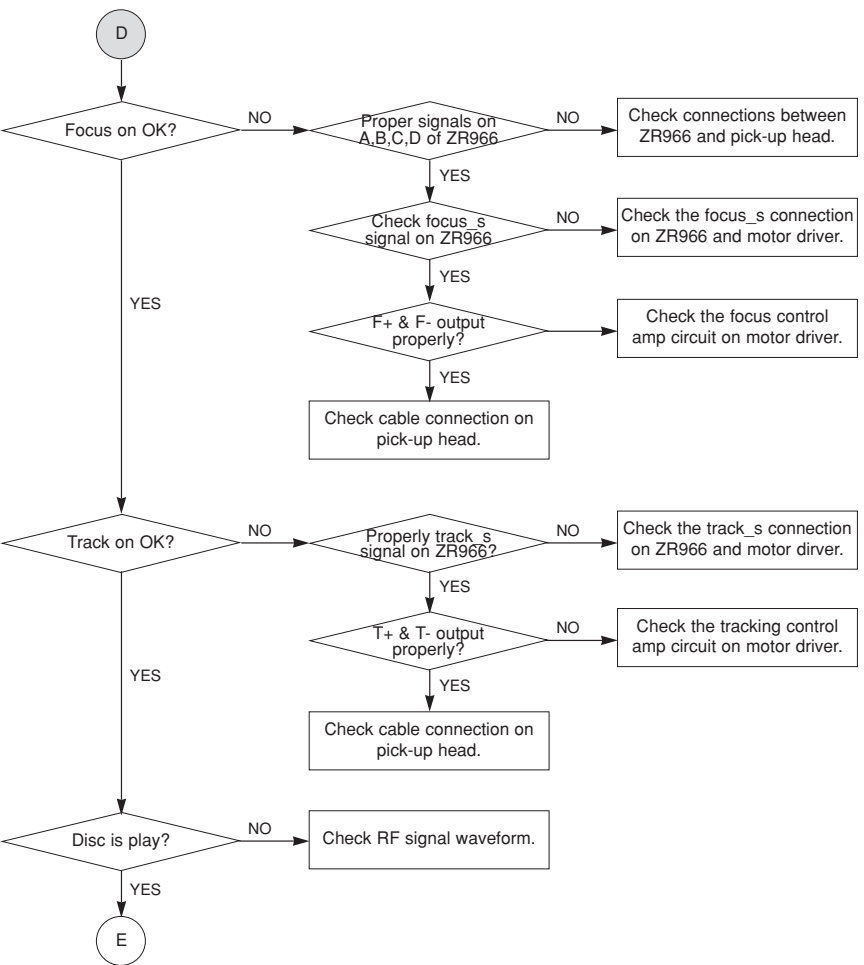 D
Focus on OK?
NO
Proper signals on
A,B,C,D of ZR966
NO
Check connections between
ZR966 and pick-up head.
YES
Check focus_s
signal on ZR966
NO
Check the focus_s connection
on ZR966 and motor driver.
YES
YES
F+ & F- output
properly?
Check the focus control
amp circuit on motor driver.
YES
Check cable connection on
pick-up head.
Track on OK?
NO
Properly track_s
signal on ZR966?
NO
Check the track_s connection
on ZR966 and motor driver.
YES
T+ & T- output
properly?
NO
Check the tracking control
amp circuit on motor driver.
YES
YES
Check cable connection on
pick-up head.
Disc is play?
NO
Check RF signal waveform.
YES
E